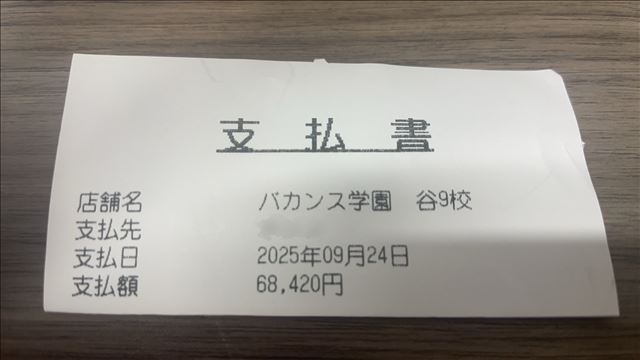 支払書
店舗名 バカンス学園 谷9校
支払先
支払日 2025年09月24日
支払額 68,420円